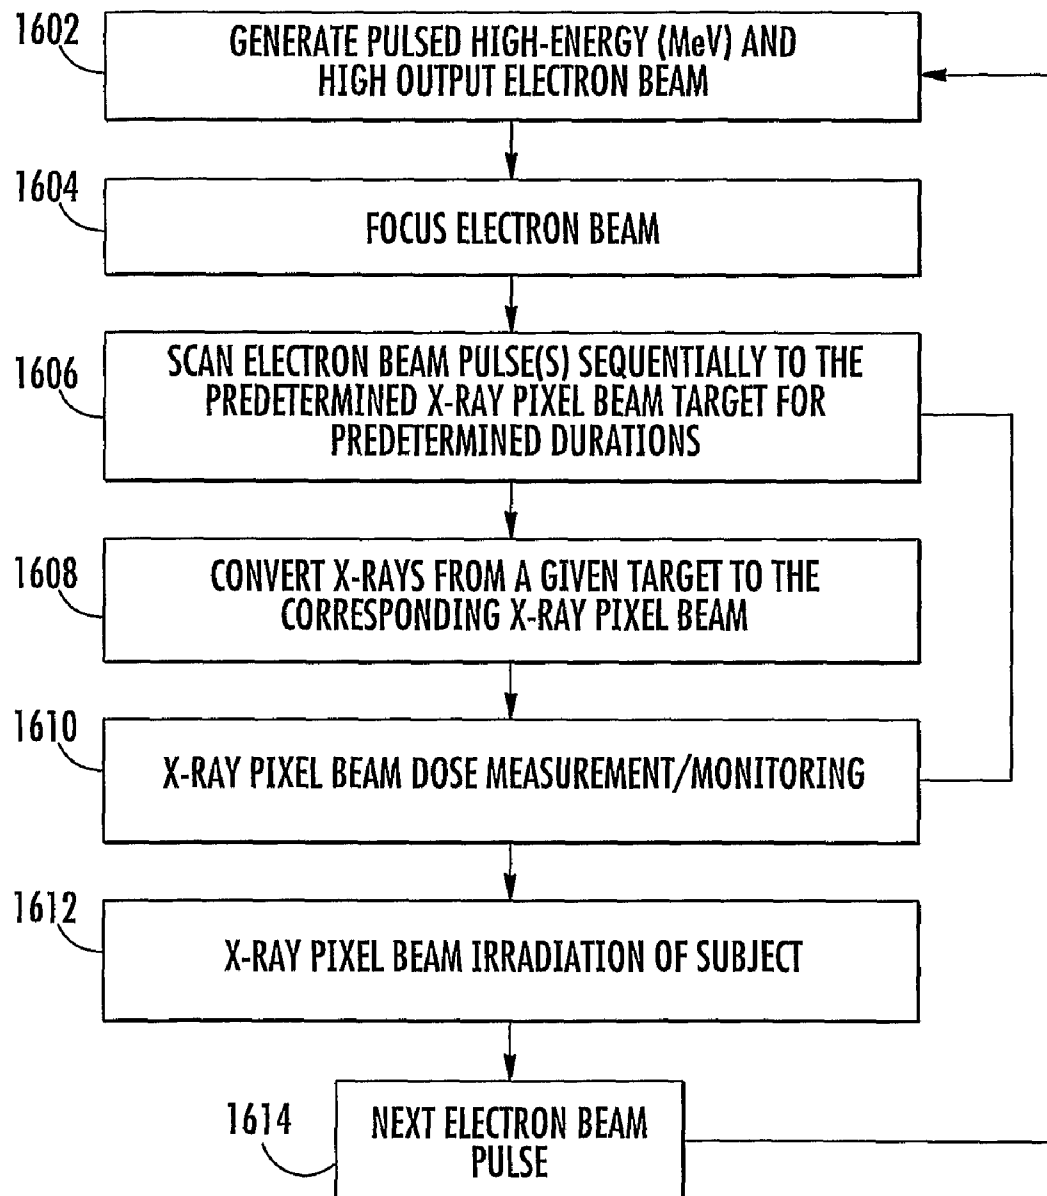 1602
GENERATE PULSED HIGH-ENERGY (MeV) AND
HIGH OUTPUT ELECTRON BEAM
1604
FOCUS ELECTRON BEAM
1606
SCAN ELECTRON BEAM PULSE(S) SEQUENTIALLY TO THE
PREDETERMINED X-RAY PIXEL BEAM TARGET FOR
PREDETERMINED DURATIONS
1608
CONVERT X-RAYS FROM A GIVEN TARGET TO THE
CORRESPONDING X-RAY PIXEL BEAM
1610
X-RAY PIXEL BEAM DOSE MEASUREMENT/MONITORING
1612
X-RAY PIXEL BEAM IRRADIATION OF SUBJECT
1614
NEXT ELECTRON BEAM
PULSE